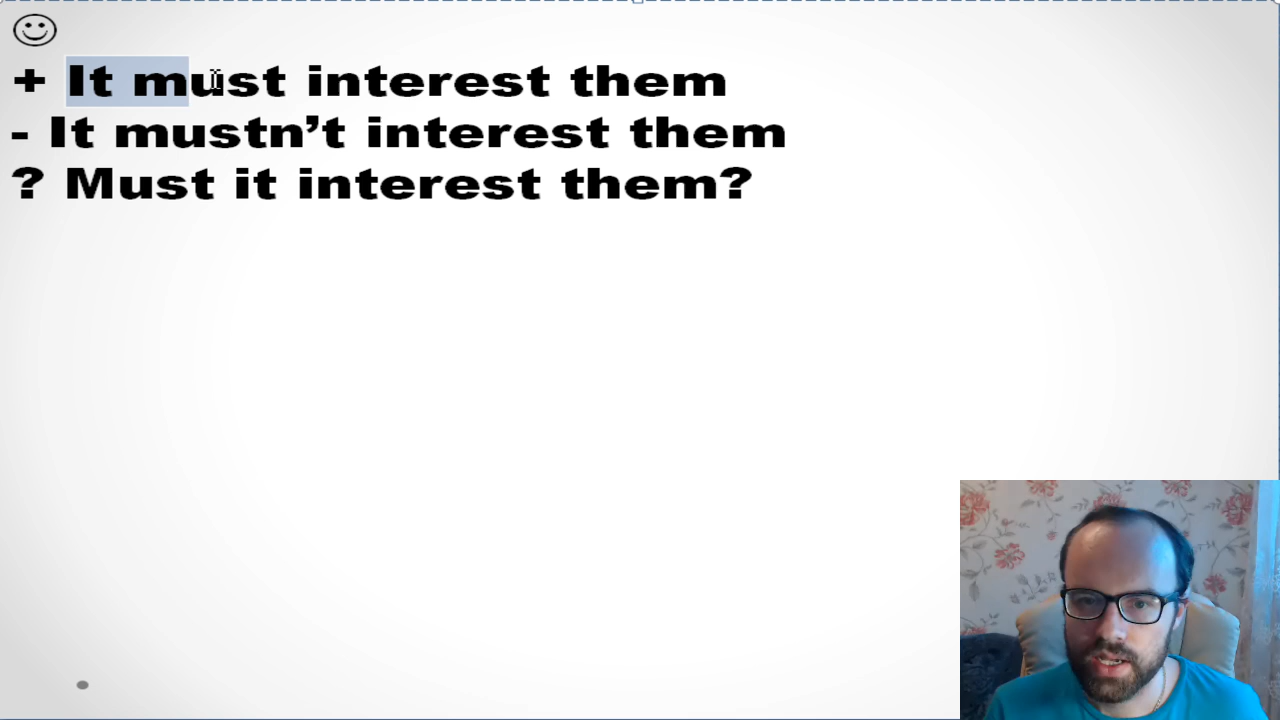 + It must interest them
- It mustn’t interest them
? Must it interest them?